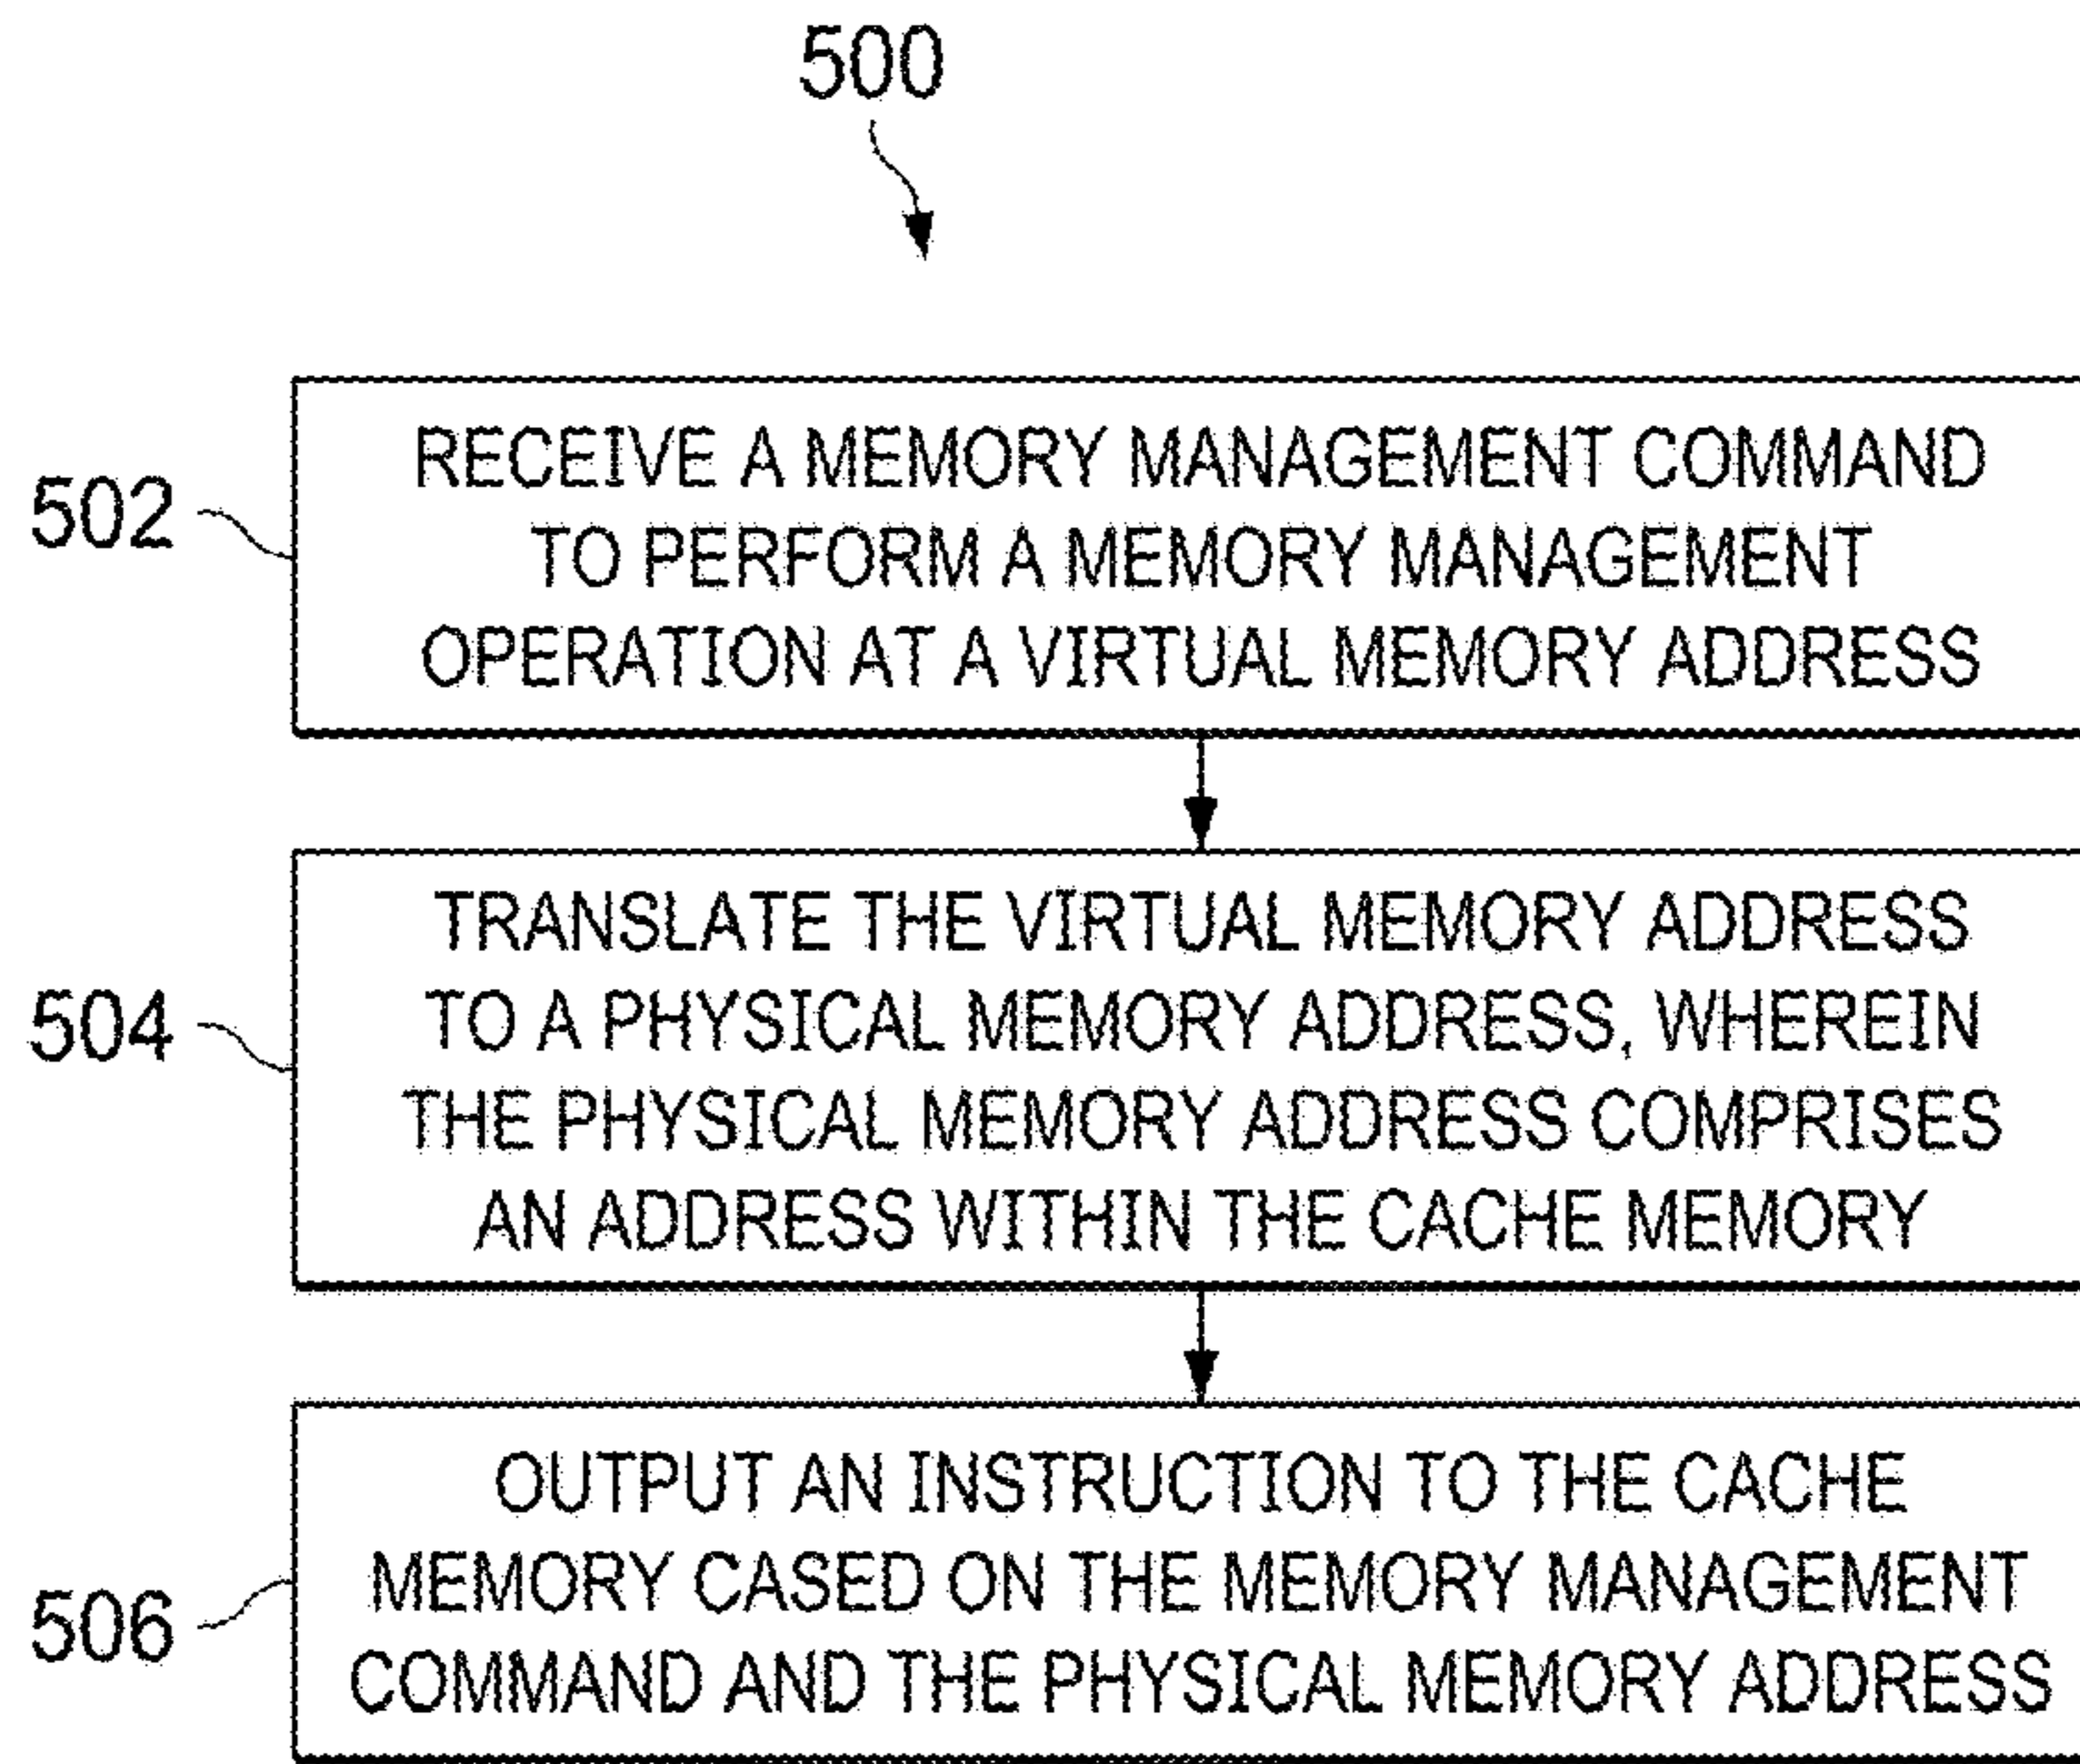 500
502
RECEIVE A MEMORY MANAGEMENT COMMAND
TO PERFORM A MEMORY MANAGEMENT
OPERATION AT A VIRTUAL MEMORY ADDRESS
504
TRANSLATE THE VIRTUAL MEMORY ADDRESS
TO A PHYSICAL MEMORY ADDRESS, WHEREIN
THE PHYSICAL MEMORY ADDRESS COMPRISES
AN ADDRESS WITHIN THE CACHE MEMORY
506
OUTPUT AN INSTRUCTION TO THE CACHE
MEMORY CASED ON THE MEMORY MANAGEMENT
COMMAND AND THE PHYSICAL MEMORY ADDRESS